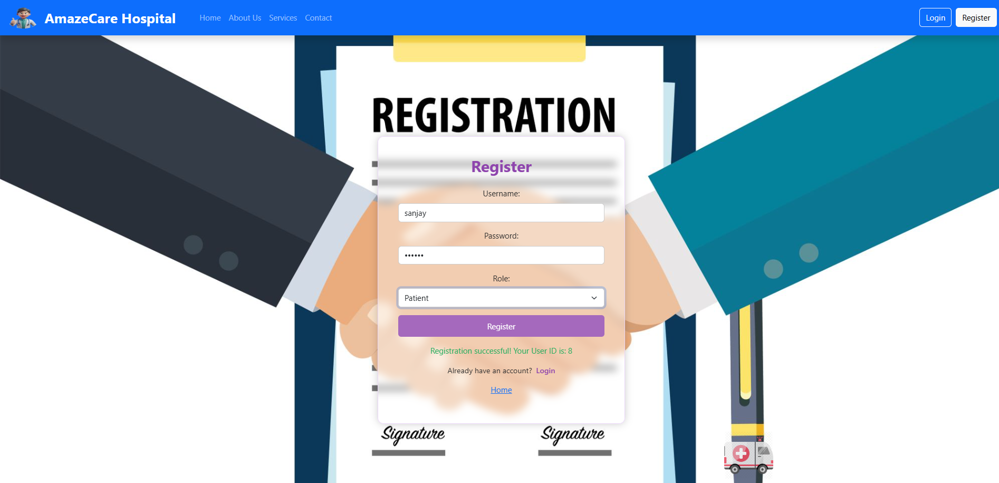 AmazeCare Hospital
Home About Us Services Contact
Login Register
REGISTRATION
Register
Username:
sanjay
Password:
••••••
Role:
Patient
Register
Registration successful! Your User ID is: 8
Already have an account? Login
Home
Signature Signature